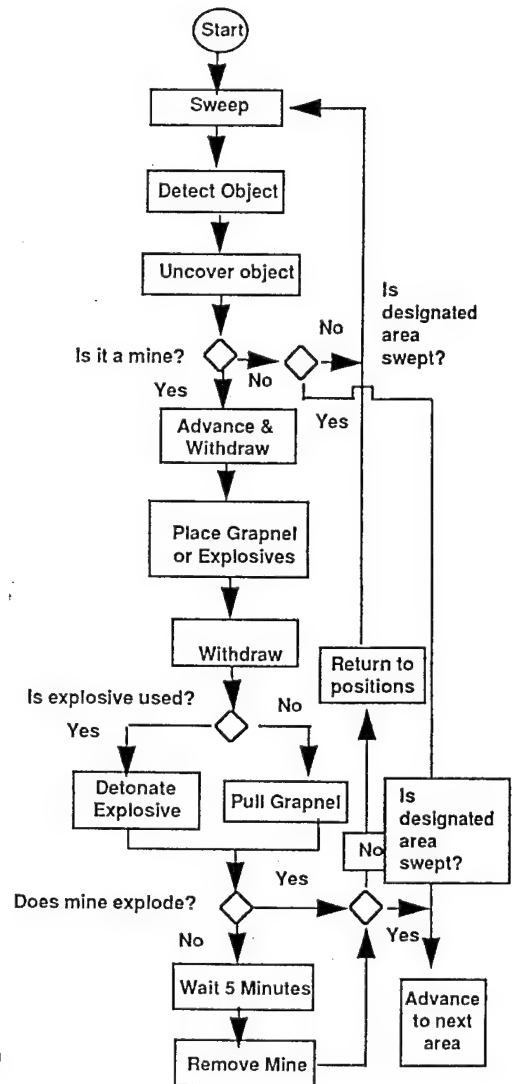 Start
Sweep
Detect Object
Uncover object
Is
designated
area
swept?
No
Is it a mine?
No
Yes
Yes
Advance &
Withdraw
Place Grapnel
or Explosives
Withdraw
Return to
positions
Is explosive used?
No
Yes
Detonate
Explosive
Pull Grapnel
Is
designated
area
swept?
No
Yes
Does mine explode?
No
Yes
Wait 5 Minutes
Advance
to next
area
Remove Mine